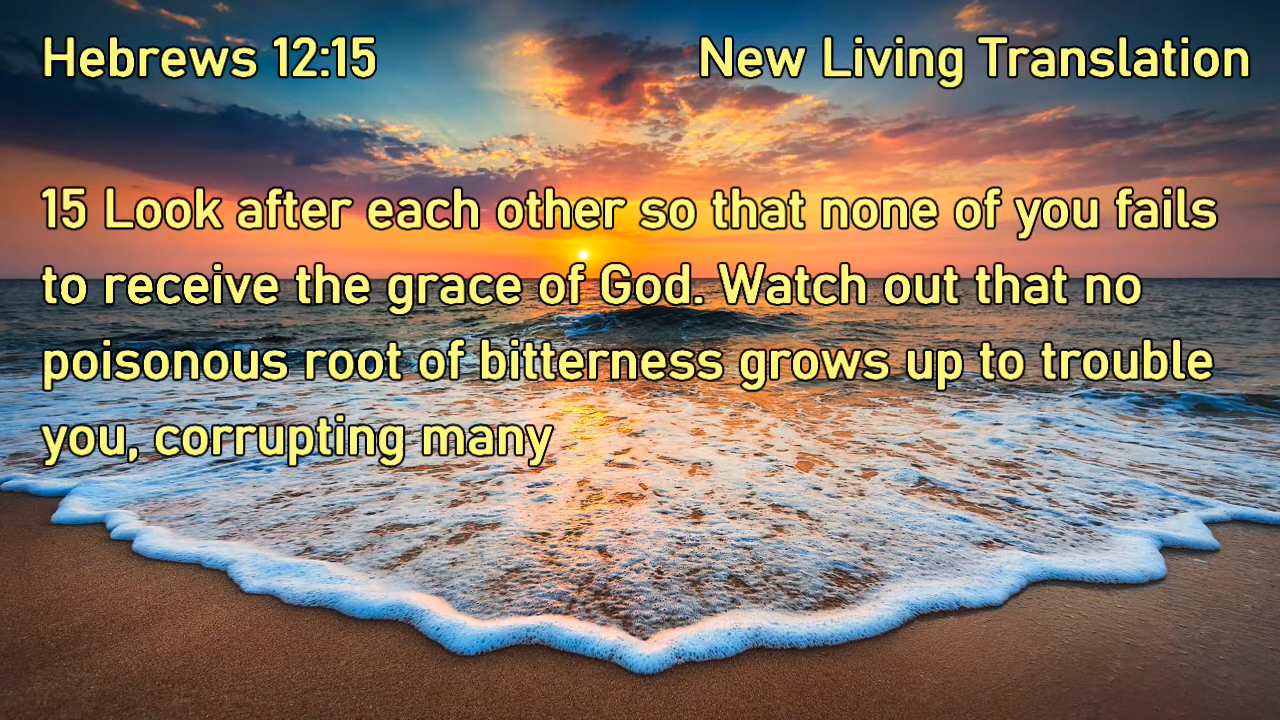 Hebrews 12:15 New Living Translation
15 Look after each other so that none of you fails
to receive the grace of God. Watch out that no
poisonous root of bitterness grows up to trouble
you, corrupting many